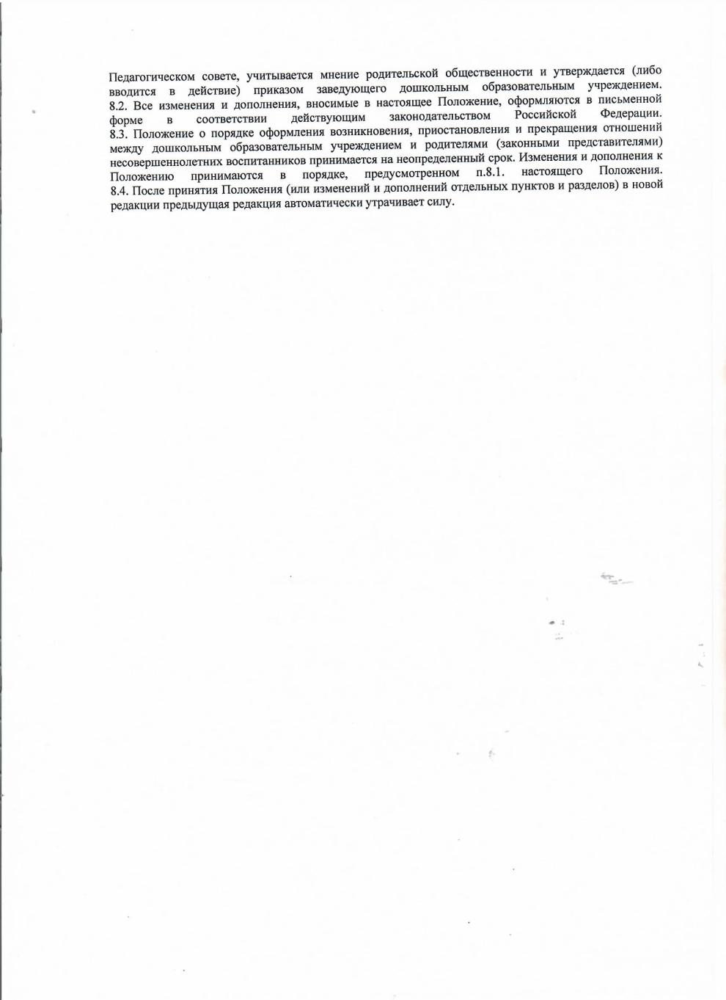 Педагогическом совете, учитывается мнение родительской общественности и утверждается (либо
вводится в действие) приказом заведующего дошкольным образовательным учреждением.
8.2. Все изменения и дополнения, вносимые в настоящее Положение, оформляются в письменной
форме в соответствии действующим законодательством Российской Федерации.
8.3. Положение о порядке оформления возникновения, приостановления и прекращения отношений
между дошкольным образовательным учреждением и родителями (законными представителями)
несовершеннолетних воспитанников принимается на неопределенный срок. Изменения и дополнения к
Положению принимаются в порядке, предусмотренном п.8.1. настоящего Положения.
8.4. После принятия Положения (или изменений и дополнений отдельных пунктов и разделов) в новой
редакции предыдущая редакция автоматически утрачивает силу.